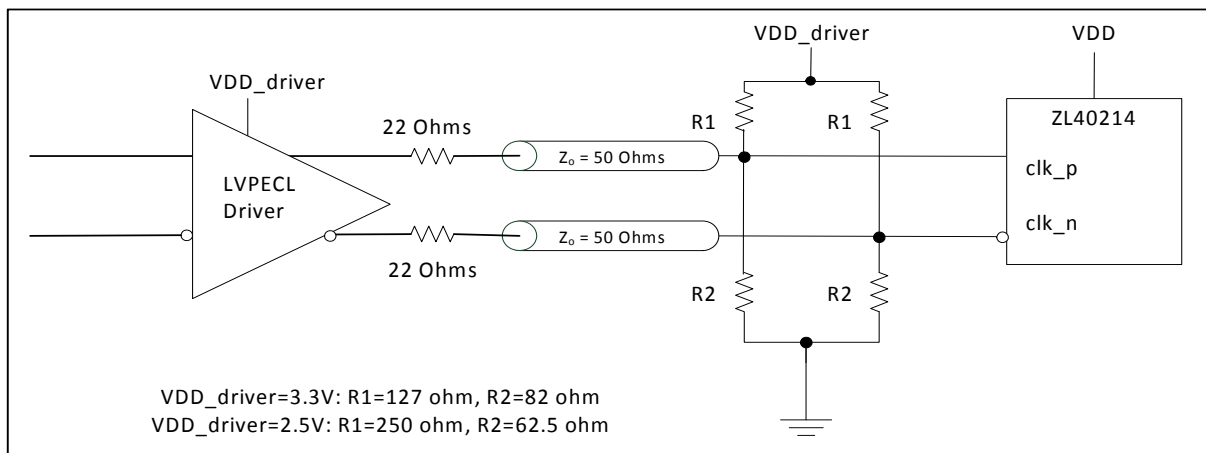 VDD_driver
VDD
VDD_driver
22 Ohms
R1
R1
ZL40214
Zo = 50 Ohms
clk_p
LVPECL
Driver
clk_n
Zo = 50 Ohms
22 Ohms
R2
R2
VDD_driver=3.3V: R1=127 ohm, R2=82 ohm
VDD_driver=2.5V: R1=250 ohm, R2=62.5 ohm